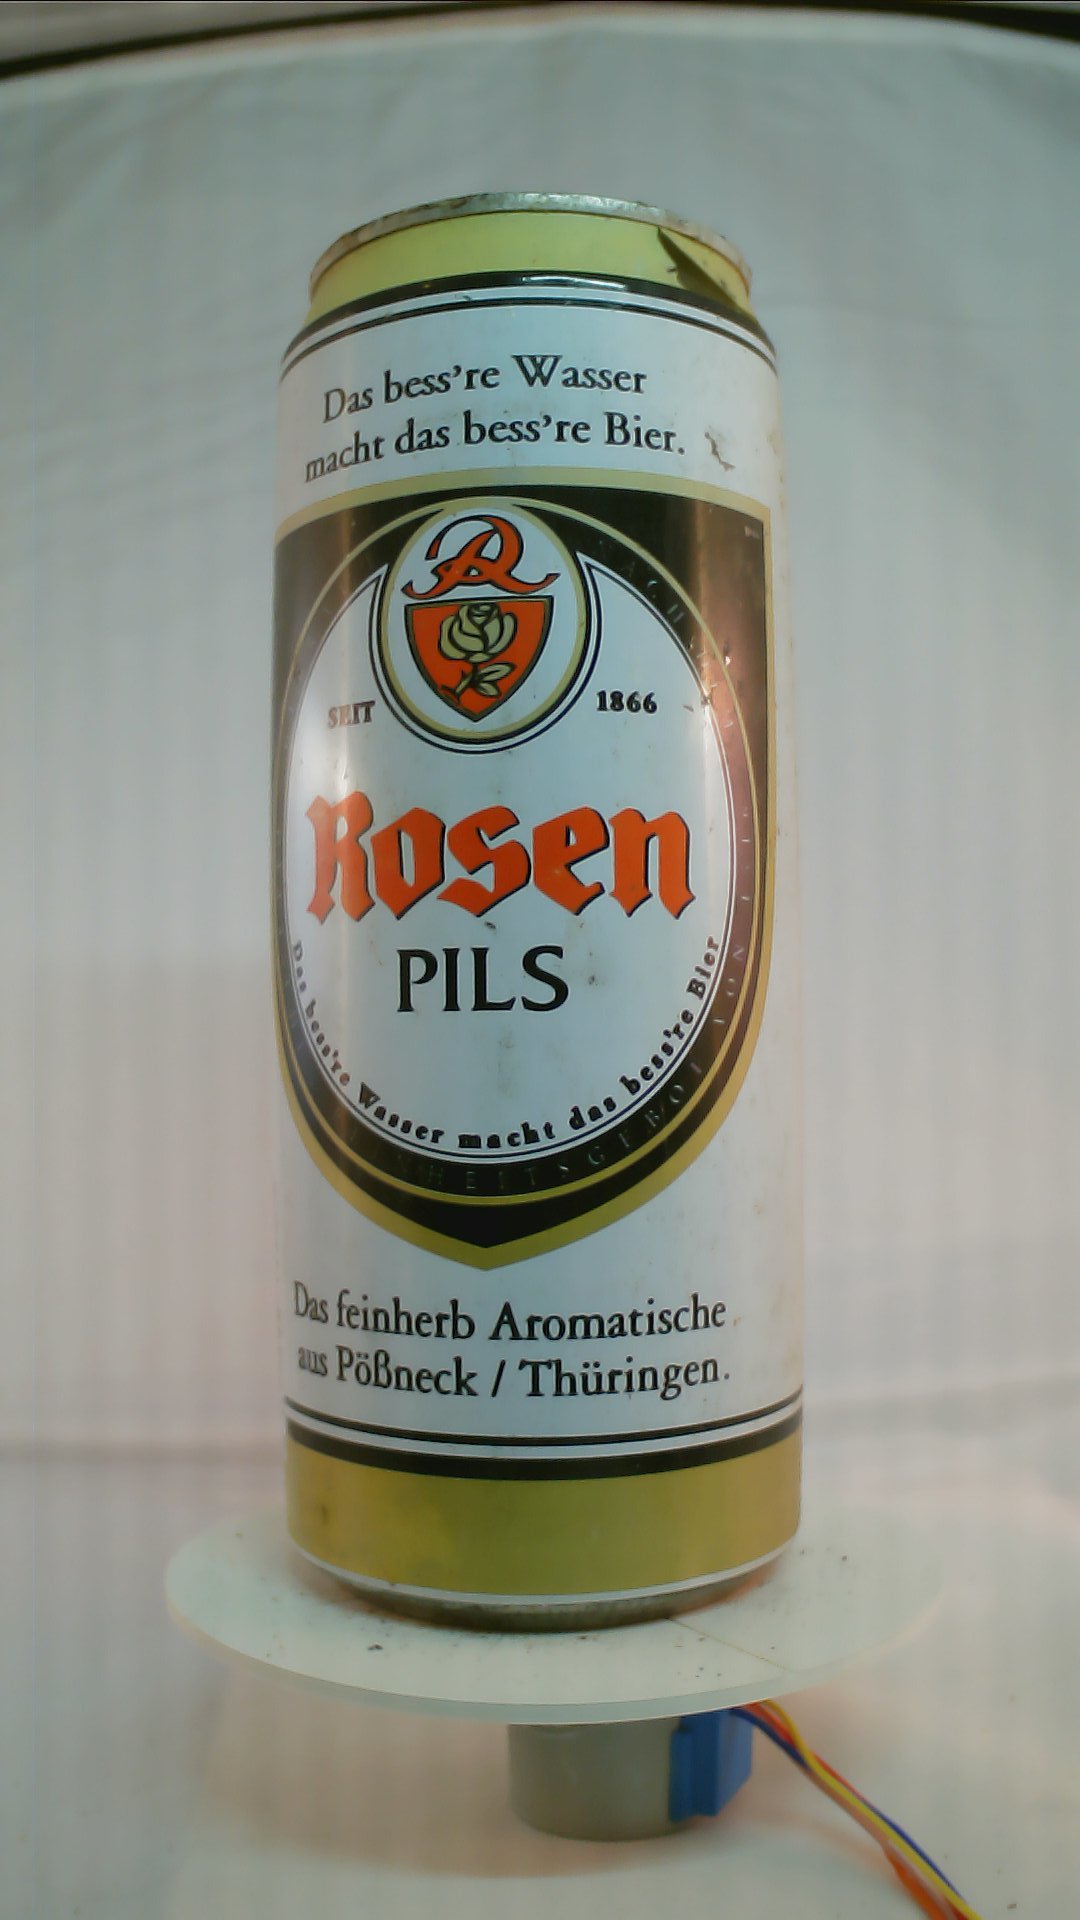 Das bess're Wasser
macht das bess're Bier.
R
SEIT 1866
Rosen
PILS
Das bess're Wasser macht das bess're Bier
Das feinherb Aromatische
aus Pößneck / Thüringen.